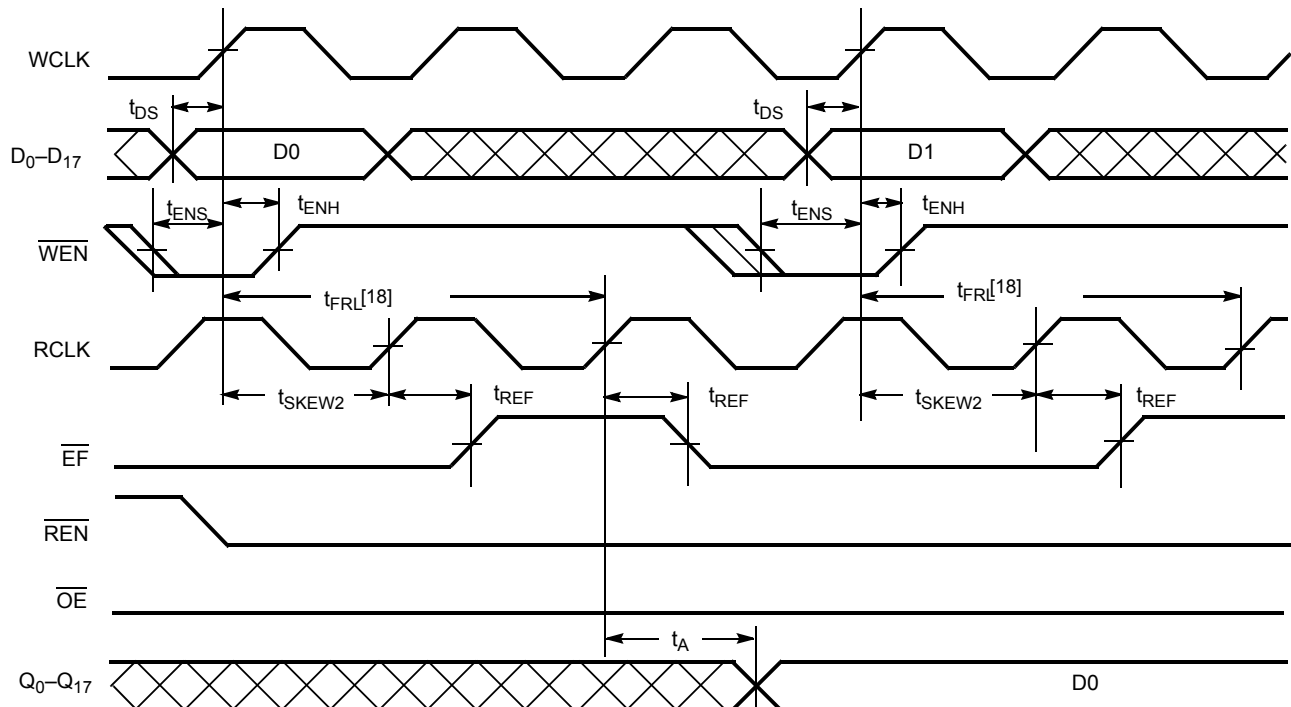 WCLK
tDS
tDS
D0–D17
D0
D1
tENS
tENH
tENS
tENH
WEN
tFRL[18]
tFRL[18]
RCLK
tSKEW2
tREF
tREF
tSKEW2
tREF
EF
REN
OE
tA
Q0–Q17
D0